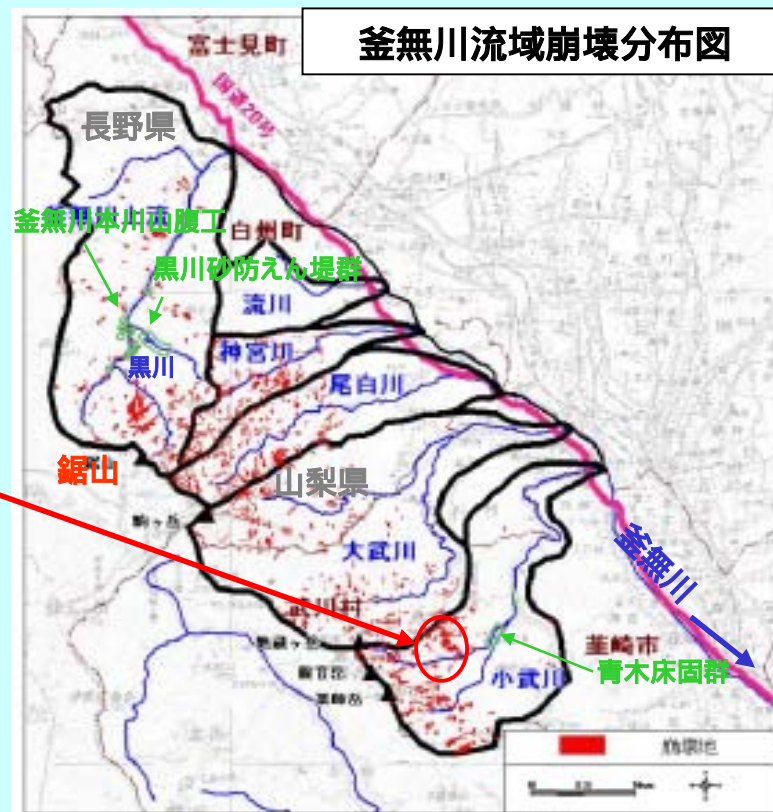 釜無川流域崩壊分布図
富士見町
国道20号
長野県
釜無川本川山腹工
白州町
黒川砂防えん堤群
流川
神宮川
黒川
尾白川
鋸山
山梨県
駒ヶ岳
大武川
釜無川
武川村
韮崎市
青木床固群
小武川
薬師岳
崩壊地